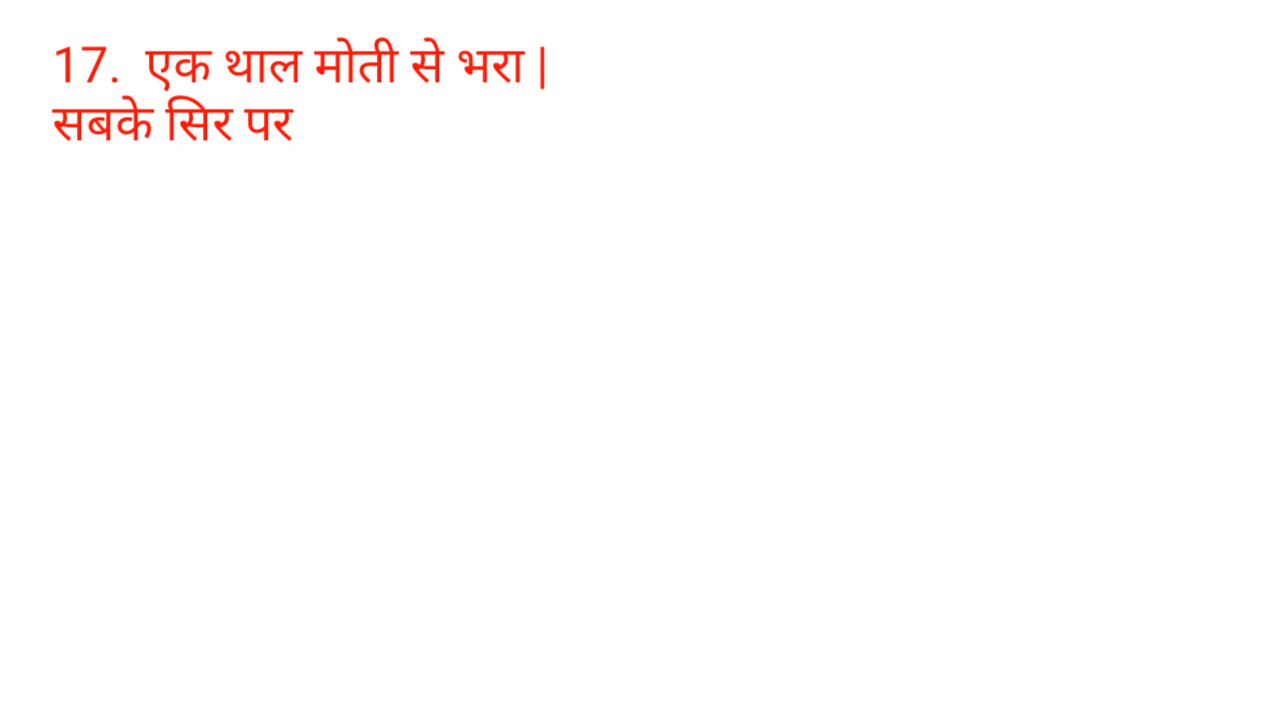 17. एक थाल मोती से भरा |
सबके सिर पर